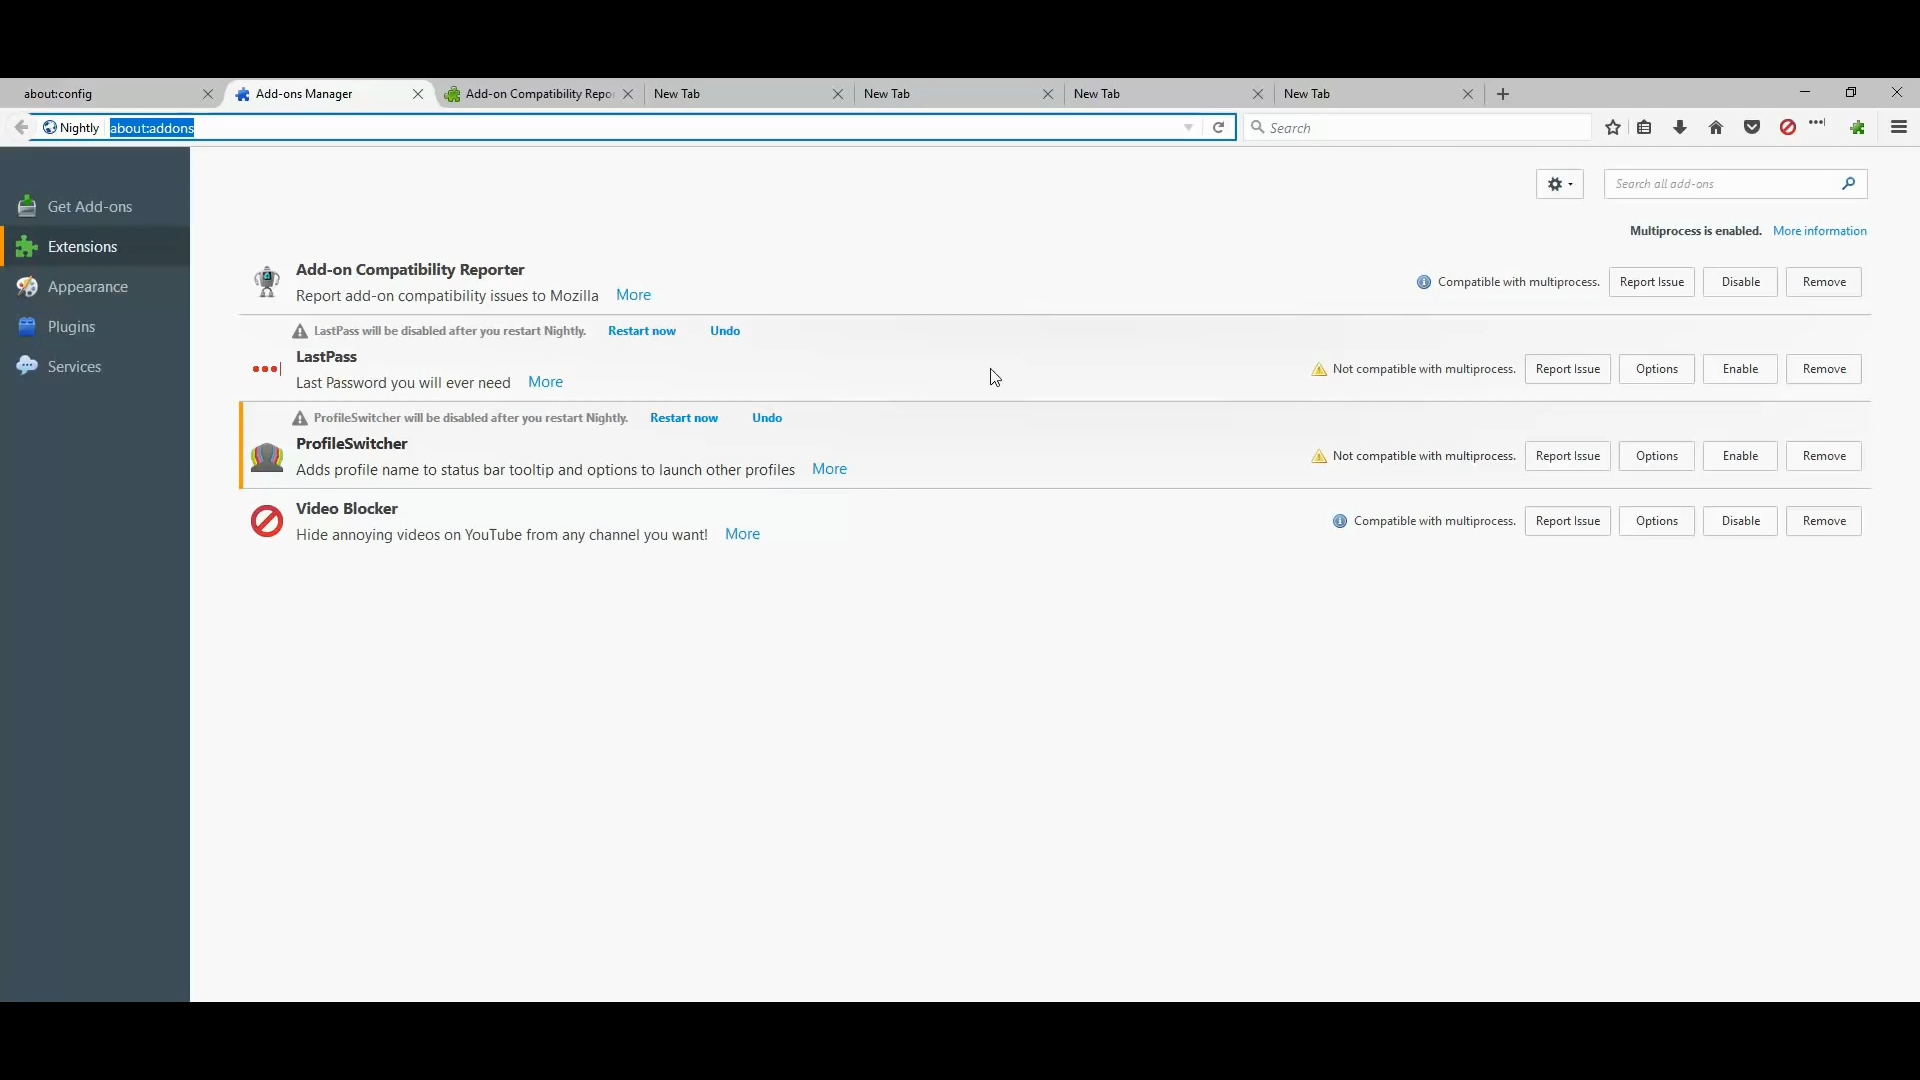 about:config
Add-ons Manager
Add-on Compatibility Repo
New Tab
New Tab
New Tab
New Tab
Nightly
about:addons
Search
Search all add-ons
Get Add-ons
Extensions
Appearance
Plugins
Services
Multiprocess is enabled. More information
Add-on Compatibility Reporter
Report add-on compatibility issues to Mozilla More
Compatible with multiprocess. Report Issue Disable Remove
LastPass will be disabled after you restart Nightly. Restart now Undo
LastPass
Last Password you will ever need More
Not compatible with multiprocess. Report Issue Options Enable Remove
ProfileSwitcher will be disabled after you restart Nightly. Restart now Undo
ProfileSwitcher
Adds profile name to status bar tooltip and options to launch other profiles More
Not compatible with multiprocess. Report Issue Options Enable Remove
Video Blocker
Hide annoying videos on YouTube from any channel you want! More
Compatible with multiprocess. Report Issue Options Disable Remove